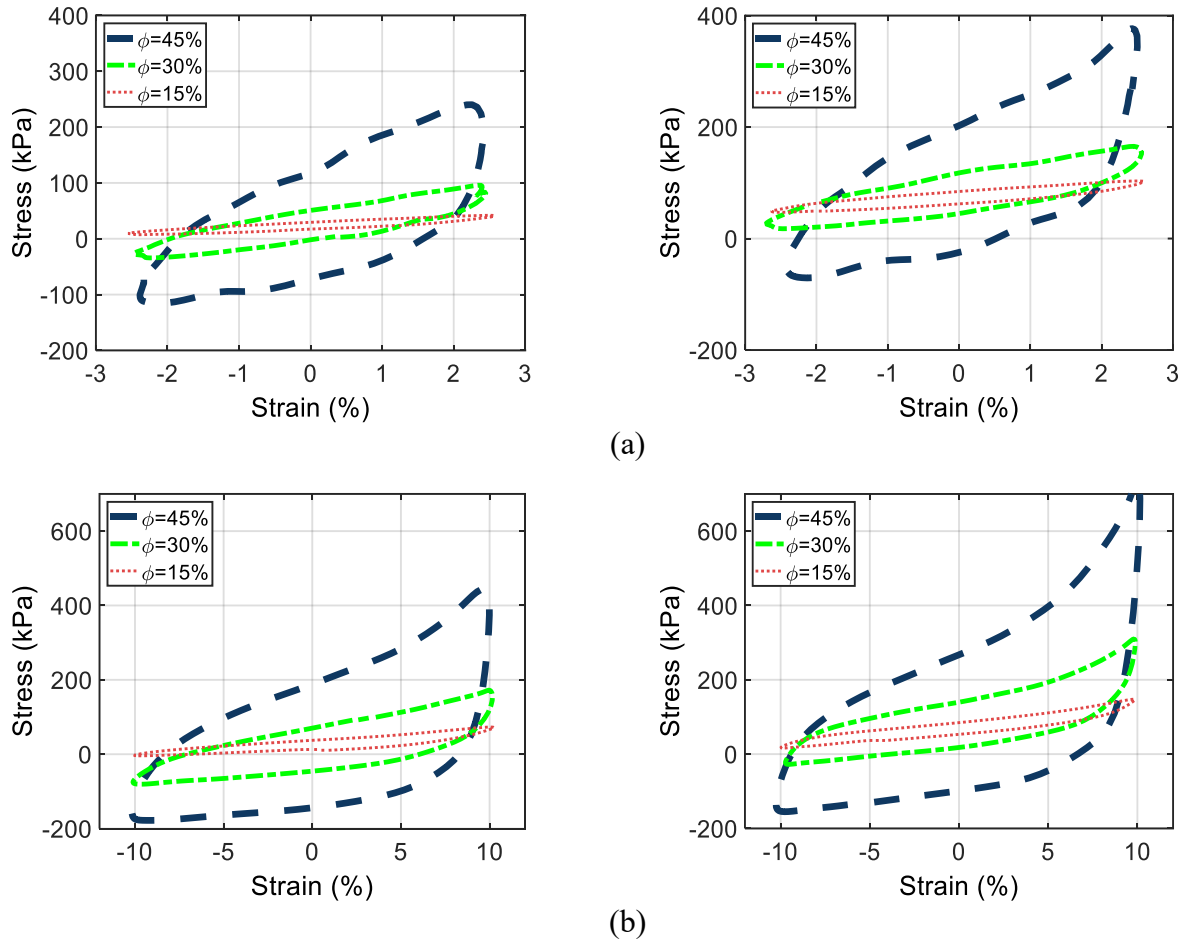 400
300
200
100
0
-100
-200
-3 -2 -1 0 1 2 3
Stress (kPa)
Strain (%)
ϕ=45%
ϕ=30%
ϕ=15%
400
200
0
-200
-3 -2 -1 0 1 2 3
Stress (kPa)
Strain (%)
ϕ=45%
ϕ=30%
ϕ=15%
(a)
600
400
200
0
-200
-10 -5 0 5 10
Stress (kPa)
Strain (%)
ϕ=45%
ϕ=30%
ϕ=15%
600
400
200
0
-200
-10 -5 0 5 10
Stress (kPa)
Strain (%)
ϕ=45%
ϕ=30%
ϕ=15%
(b)